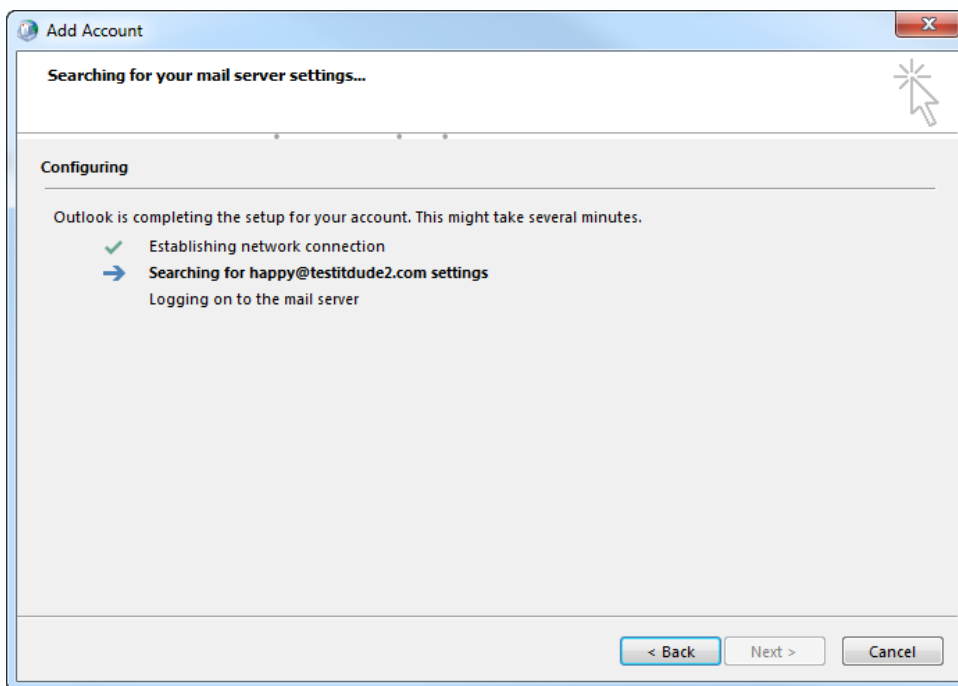 Add Account
Searching for your mail server settings...
Configuring
Outlook is completing the setup for your account. This might take several minutes.
Establishing network connection
Searching for happy@testitdude2.com settings
Logging on to the mail server
< Back
Next >
Cancel